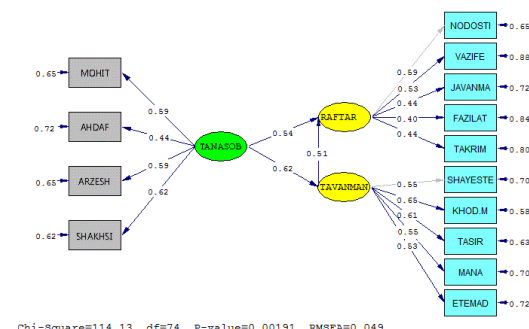 NODOSTI
0.65
VAZIFE
0.88
JAVANMA
0.72
FAZILAT
0.84
TAKRIM
0.80
SHAYESTE
0.70
KHOD.M
0.58
TASIR
0.63
MANA
0.70
ETEMAD
0.72
0.65
MOHIT
0.72
AHDAF
0.65
ARZESH
0.62
SHAKHSI
0.59
0.44
0.59
0.62
TANASOB
0.54
0.62
RAFTAR
0.51
TAVANMAN
0.59
0.53
0.44
0.40
0.44
0.55
0.65
0.61
0.55
0.53
Chi-Square=114.13, df=74, P-value=0.00191, RMSEA=0.049